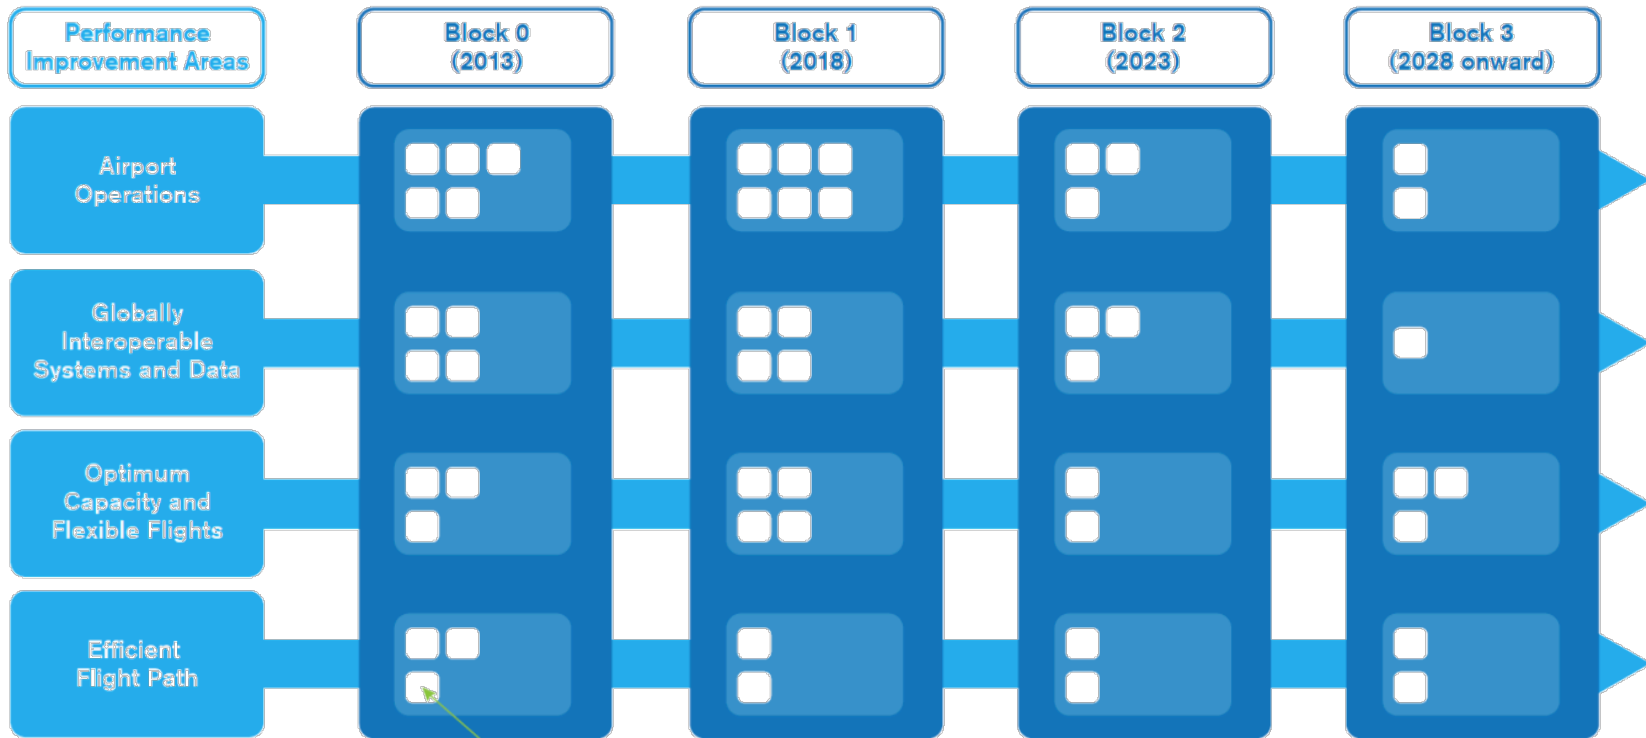 Performance
Improvement Areas
Block 0
(2013)
Block 1
(2018)
Block 2
(2023)
Block 3
(2028 onward)
Airport
Operations
Globally
Interoperable
Systems and Data
Optimum
Capacity and
Flexible Flights
Efficient
Flight Path